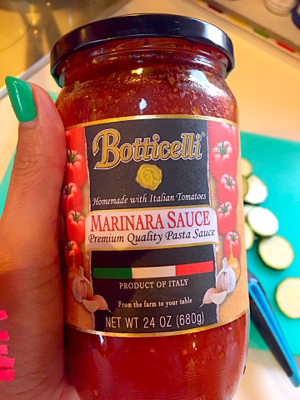 Botticelli®
Homemade with Italian Tomatoes
MARINARA SAUCE
Premium Quality Pasta Sauce
PRODUCT OF ITALY
From the farm to your table
NET WT 24 OZ (680g)